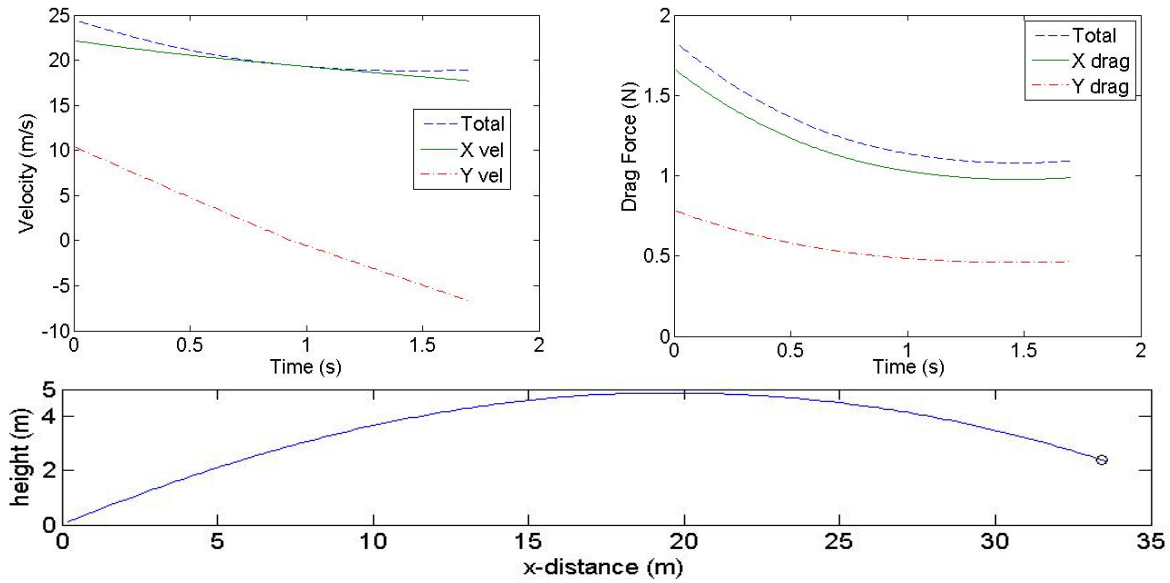 25
20
15
10
5
0
-5
-10
0
0.5
1
1.5
2
Velocity (m/s)
Time (s)
Total
X vel
Y vel
2
1.5
1
0.5
0
0
0.5
1
1.5
2
Drag Force (N)
Time (s)
Total
X drag
Y drag
5
4
2
0
0
5
10
15
20
25
30
35
height (m)
x-distance (m)